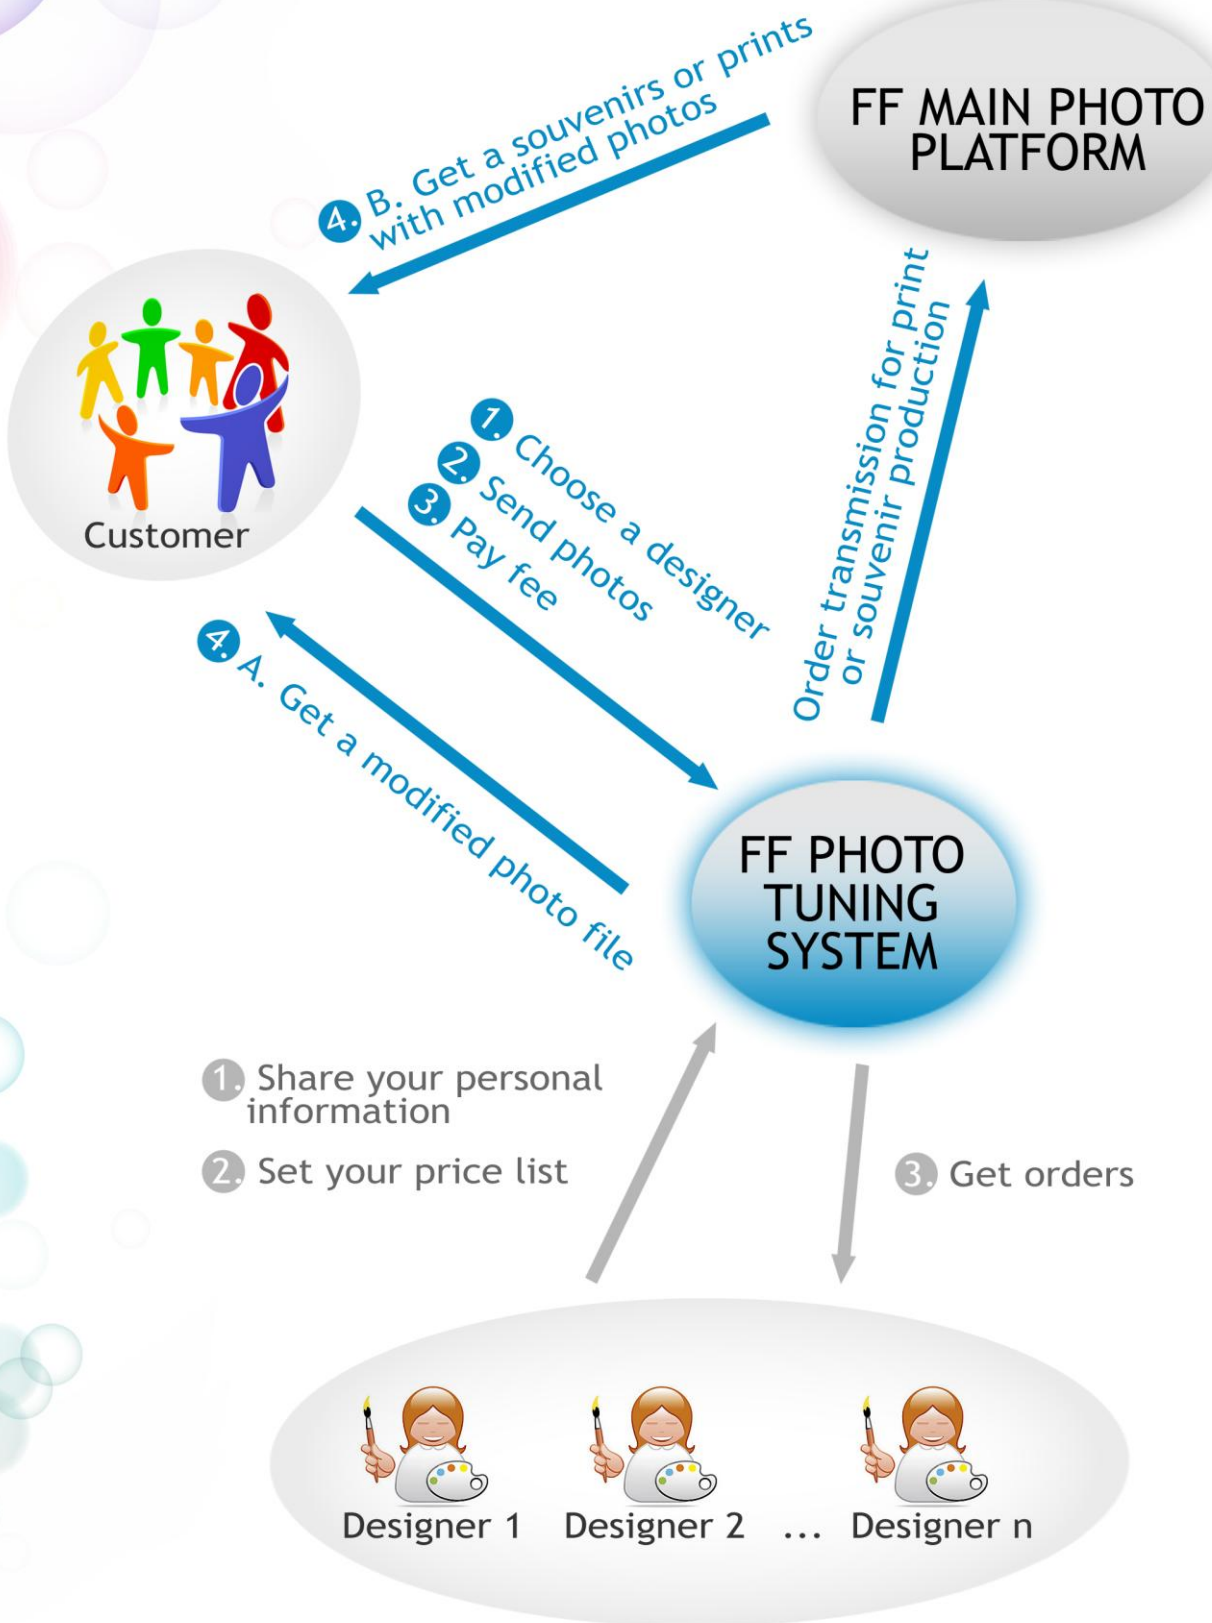 FF MAIN PHOTO
PLATFORM
4. B. Get a souvenirs or prints
with modified photos
Customer
1. Choose a designer
2. Send photos
3. Pay fee
Order transmission for print
or souvenir production
4. A. Get a modified photo file
FF PHOTO
TUNING
SYSTEM
1. Share your personal
information
2. Set your price list
3. Get orders
Designer 1 Designer 2 ... Designer n